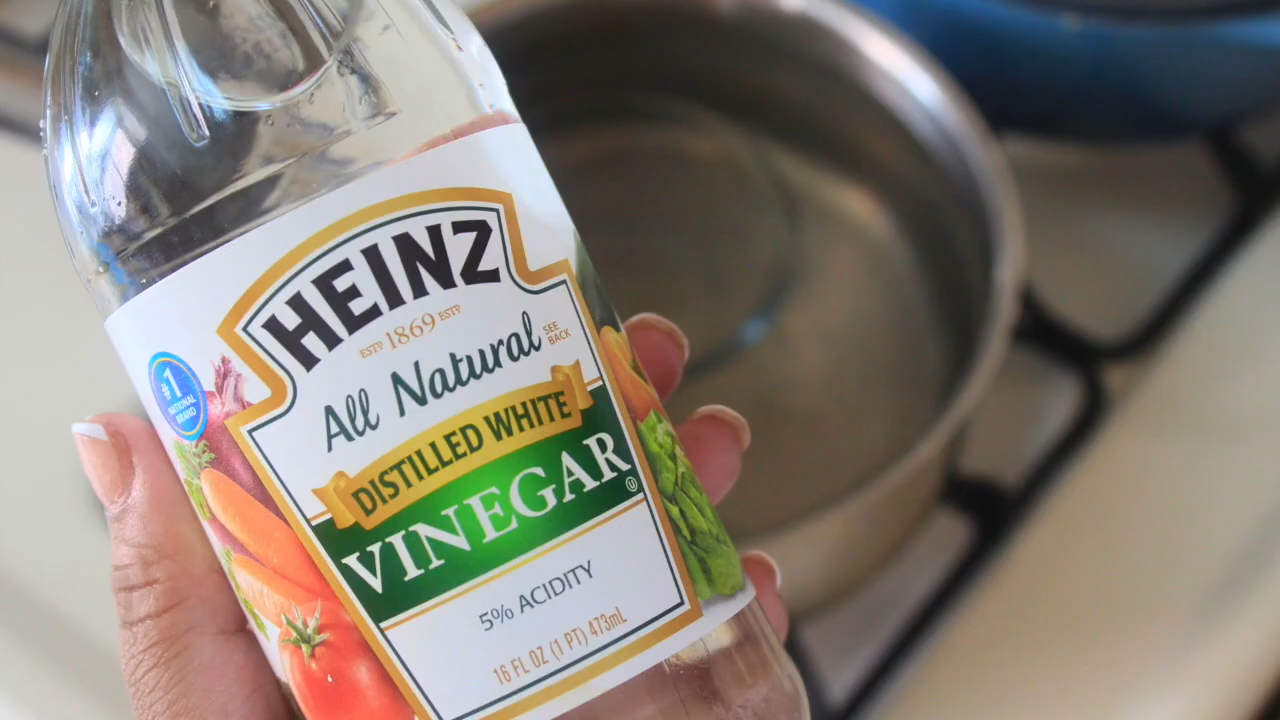 HEINZ
ESTD 1869 ESTD
All Natural
SEE
BACK
#1
NATIONAL
BRAND
DISTILLED WHITE
VINEGAR
U
5% ACIDITY
16 FL OZ (1 PT) 473mL